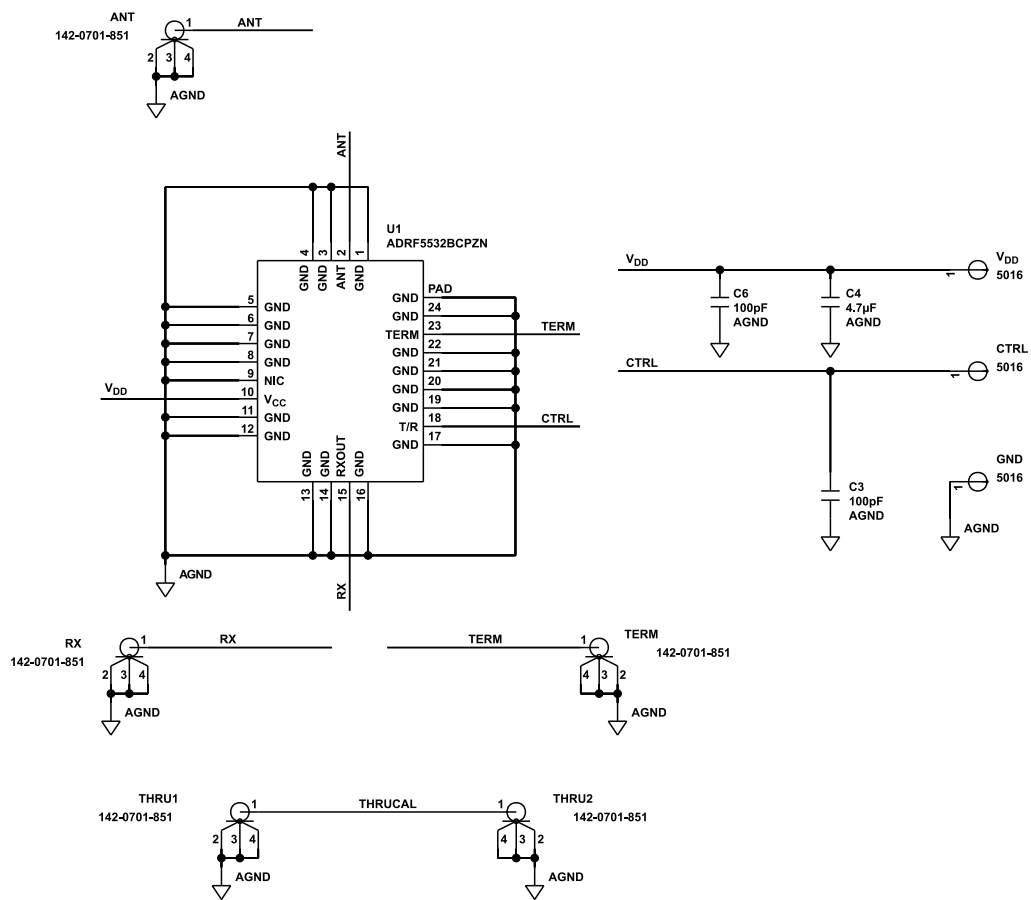 ANT
142-0701-851
1
ANT
2
3
4
AGND
ANT
U1
ADRF5532BCPZN
4
3
2
1
GND
GND
ANT
GND
5
GND
6
GND
7
GND
8
GND
9
NIC
VDD
10
VCC
11
GND
12
GND
PAD
GND
24
GND
23
TERM
TERM
22
GND
21
GND
20
GND
19
GND
18
T/R
CTRL
17
GND
GND
GND
RXOUT
GND
13
14
15
16
AGND
RX
VDD
C6
100pF
AGND
C4
4.7µF
AGND
1
VDD
5016
CTRL
1
CTRL
5016
C3
100pF
AGND
GND
5016
1
AGND
RX
142-0701-851
1
RX
2
3
4
AGND
TERM
1
TERM
142-0701-851
4
3
2
AGND
THRU1
142-0701-851
1
THRUCAL
2
3
4
AGND
1
THRU2
142-0701-851
4
3
2
AGND